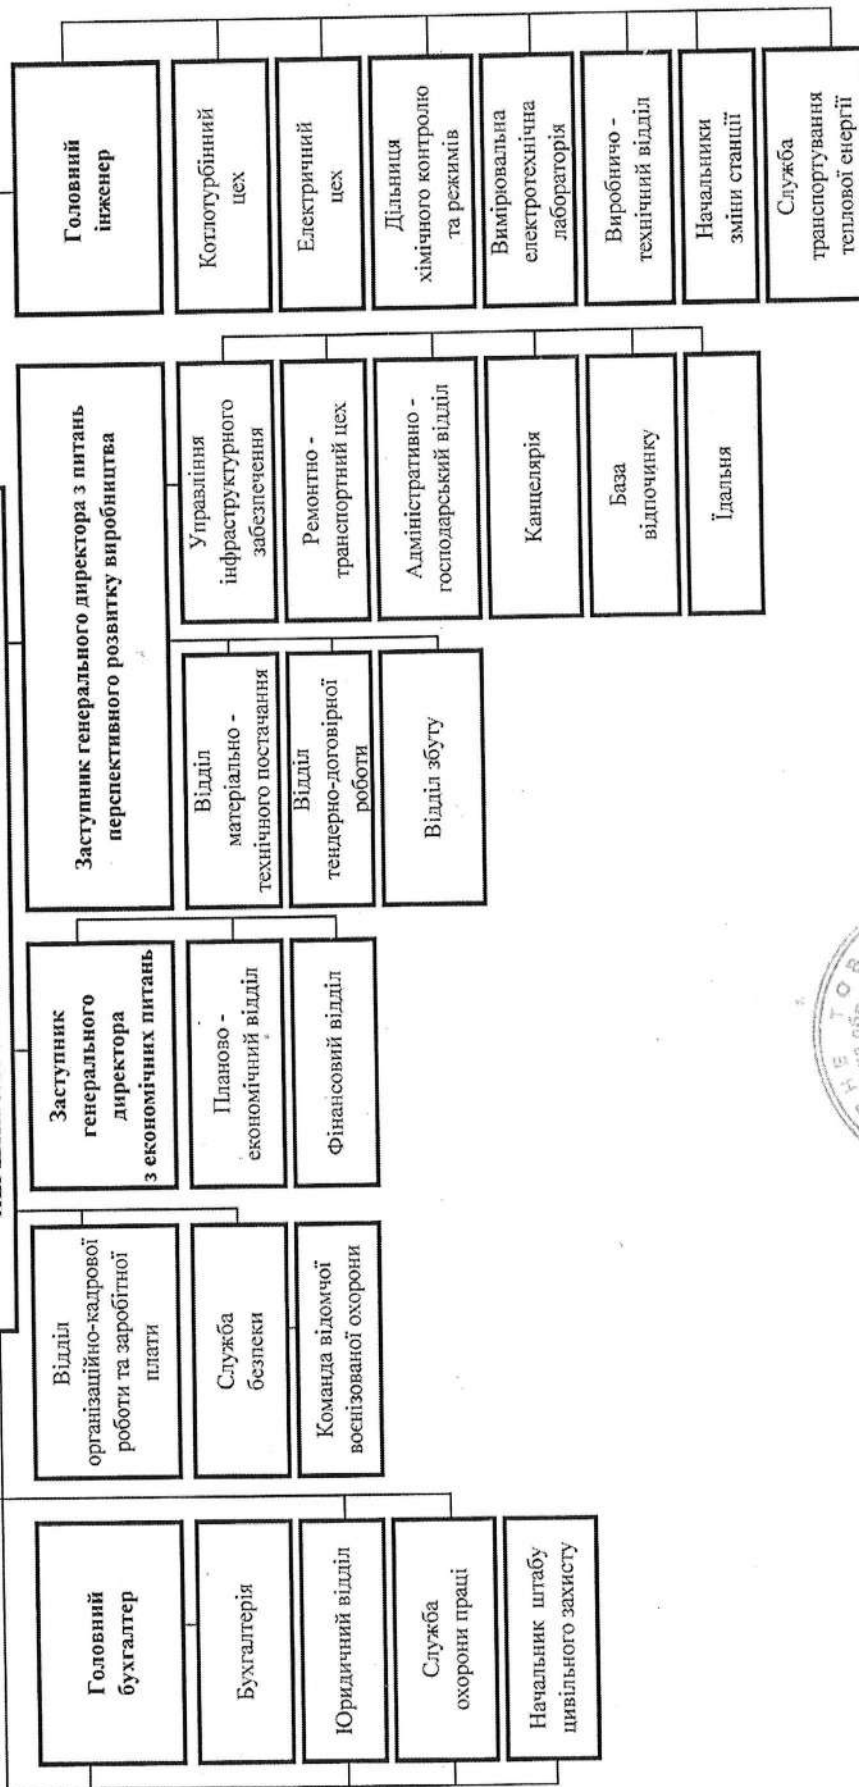 Головний
бухгалтер
Бухгалтерія
Юридичний відділ
Служба
охорони праці
Начальник штабу
цивільного захисту
Відділ
організаційно-кадрової
роботи та заробітної
плати
Служба
безпеки
Команда відомчої
воєнізованої охорони
Заступник
генерального
директора
з економічних питань
Планово -
економічний відділ
Фінансовий відділ
Заступник генерального директора з питань
перспективного розвитку виробництва
Відділ
матеріально -
технічного постачання
Відділ
тендерно-договірної
роботи
Відділ збуту
Управління
інфраструктурного
забезпечення
Ремонтно -
транспортний цех
Адміністративно -
господарський відділ
Канцелярія
База
відпочинку
Їдальня
Головний
інженер
Котлотурбінний
цех
Електричний
цех
Дільниця
хімічного контролю
та режимів
Вимірювальна
електротехнічна
лабораторія
Виробничо -
технічний відділ
Начальники
зміни станції
Служба
транспортування
теплової енергії